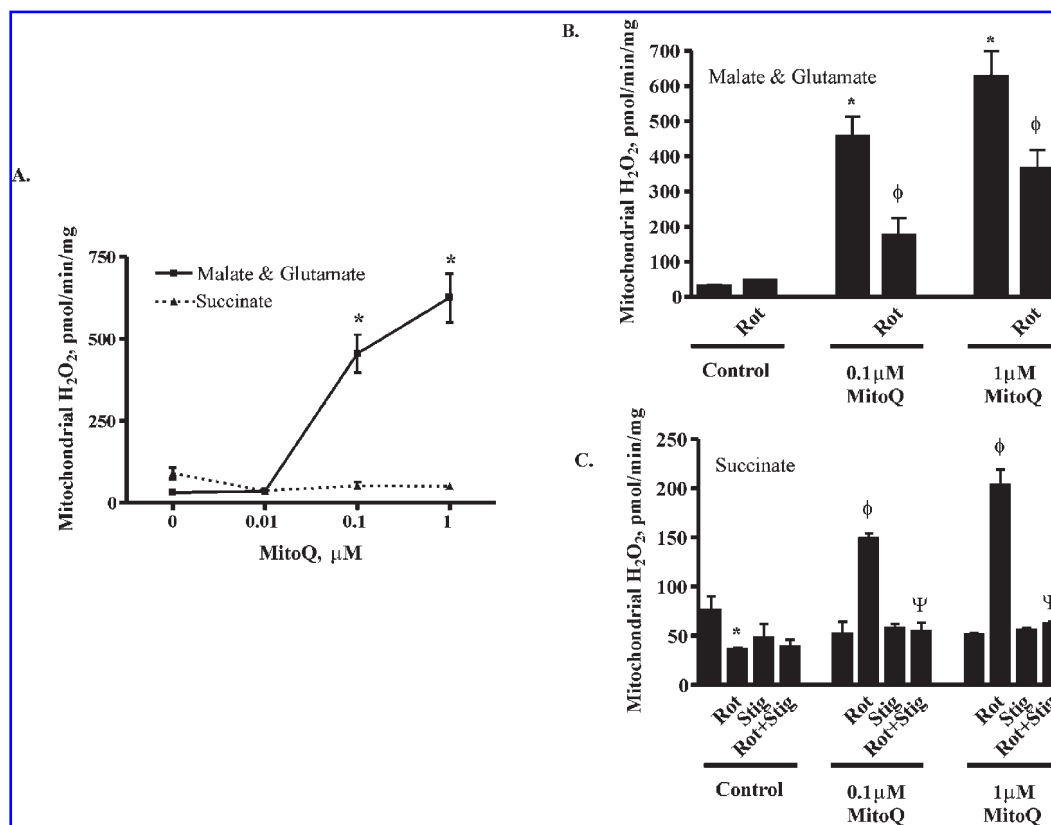 A.
Mitochondrial H₂O₂, pmol/min/mg
750
500
250
0
Malate & Glutamate
Succinate
*
*
0 0.01 0.1 1
MitoQ, μM
B.
Mitochondrial H₂O₂, pmol/min/mg
700
600
500
400
300
200
100
0
Malate & Glutamate
* ϕ * ϕ
Rot Rot Rot
Control 0.1μM MitoQ 1μM MitoQ
C.
Mitochondrial H₂O₂, pmol/min/mg
250
200
150
100
50
0
Succinate
* ϕ Ψ ϕ Ψ
Rot Stig Rot+Stig Rot Stig Rot+Stig Rot Stig Rot+Stig
Control 0.1μM MitoQ 1μM MitoQ